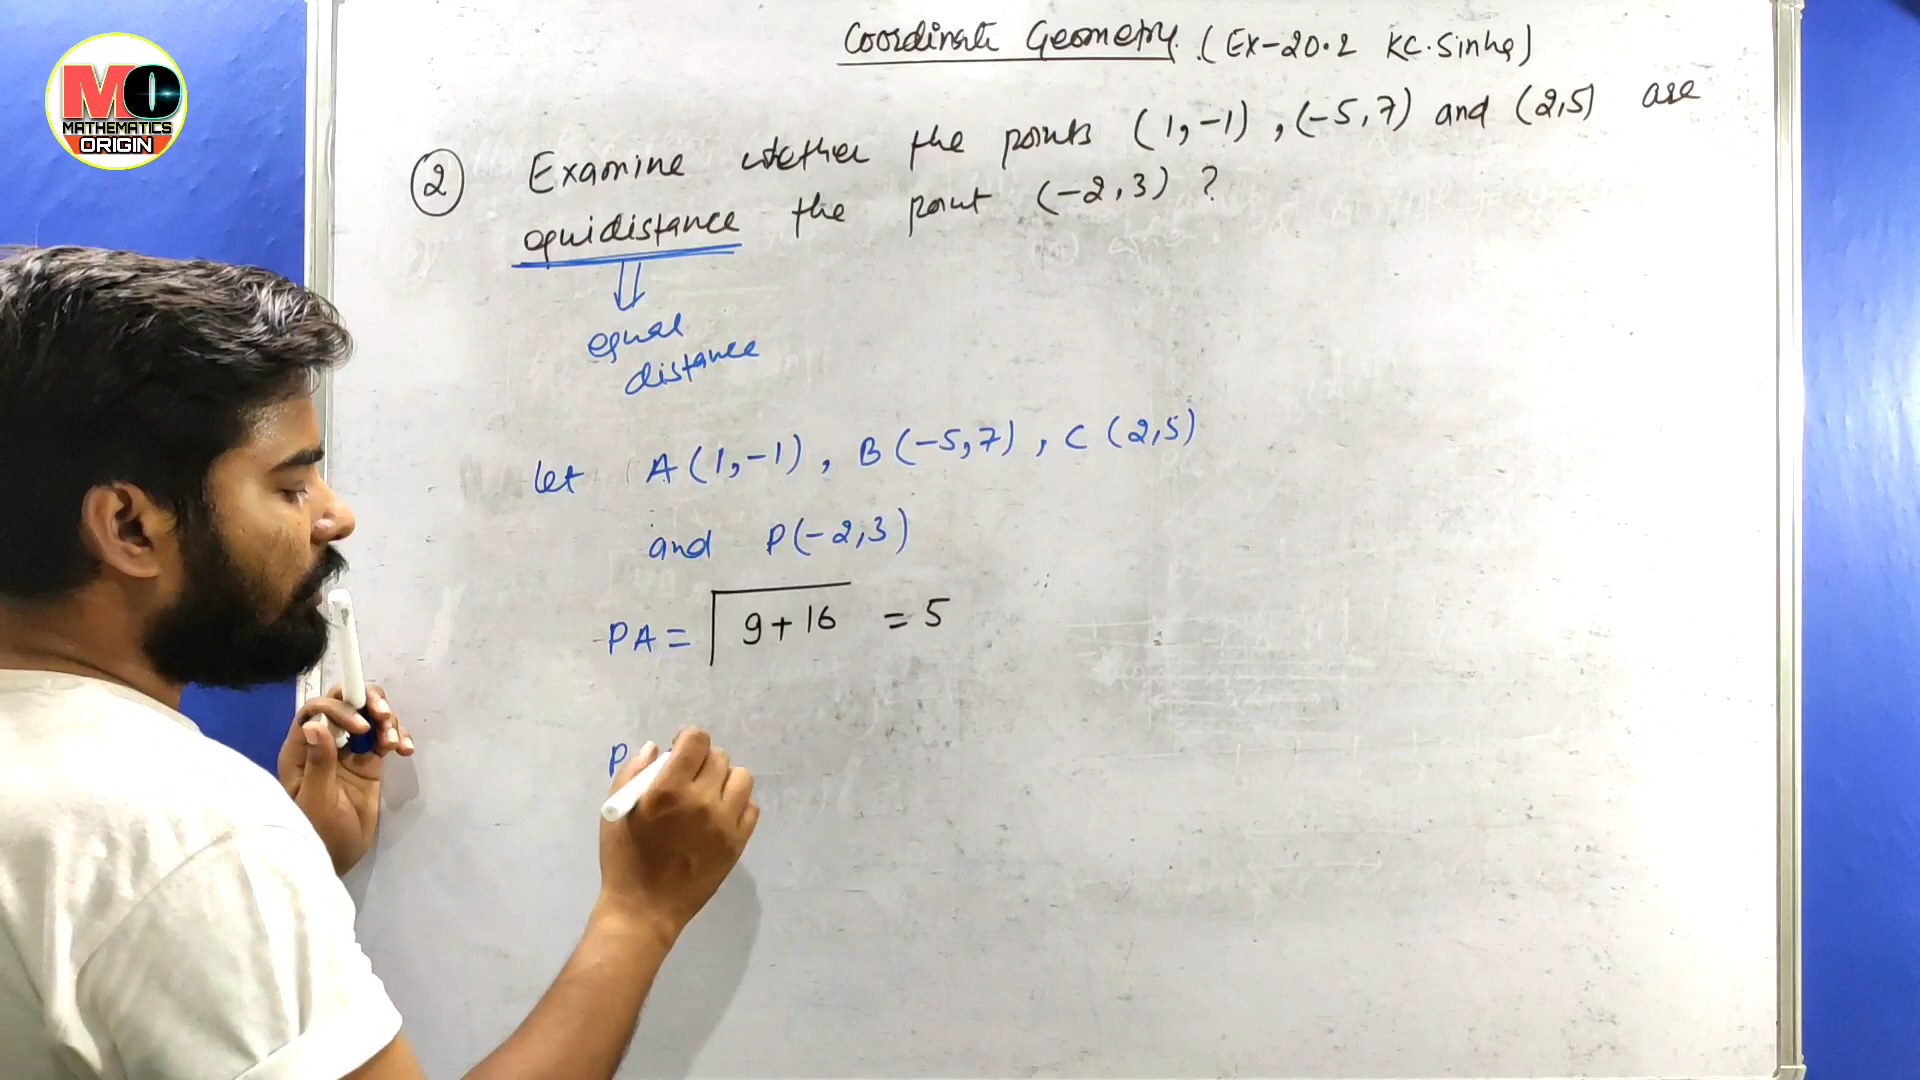 MC
MATHEMATICS
ORIGIN
Coordinate Geometry. (Ex-20.2 KC.Sinha)
② Examine whether the points (1,-1), (-5,7) and (2,5) are
equidistance the point (-2,3) ?
equal
distance
let A(1,-1), B(-5,7), C(2,5)
and P(-2,3)
PA = √9+16 = 5
P